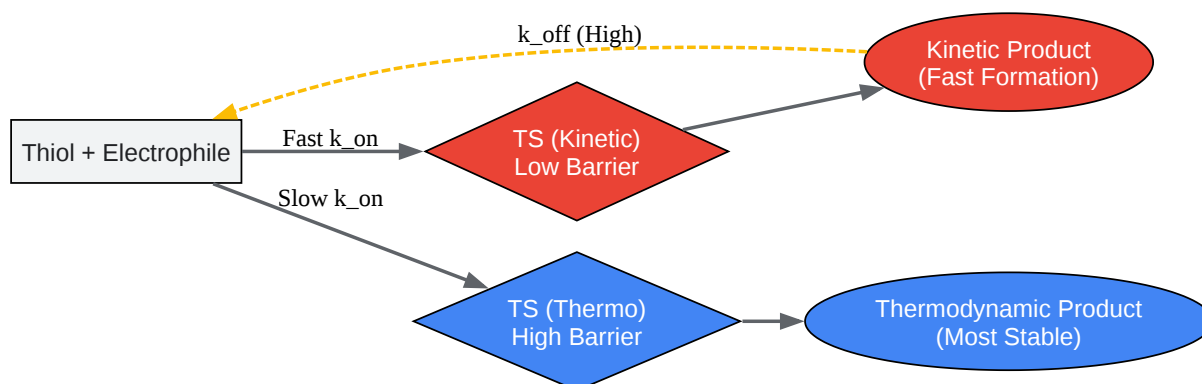 k_off (High)
Kinetic Product
(Fast Formation)
Thiol + Electrophile
Fast k_on
TS (Kinetic)
Low Barrier
Slow k_on
TS (Thermo)
High Barrier
Thermodynamic Product
(Most Stable)